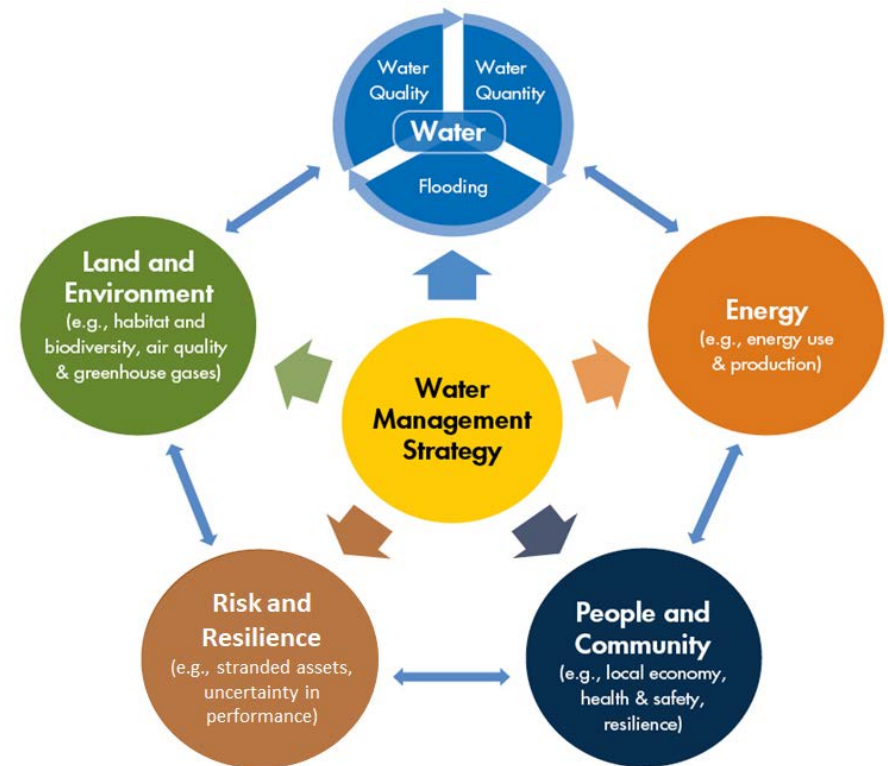 Water
Quality
Water
Quantity
Water
Flooding
Land and
Environment
(e.g., habitat and
biodiversity, air quality
& greenhouse gases)
Energy
(e.g., energy use
& production)
Water
Management
Strategy
Risk and
Resilience
(e.g., stranded assets,
uncertainty in
performance)
People and
Community
(e.g., local economy,
health & safety,
resilience)